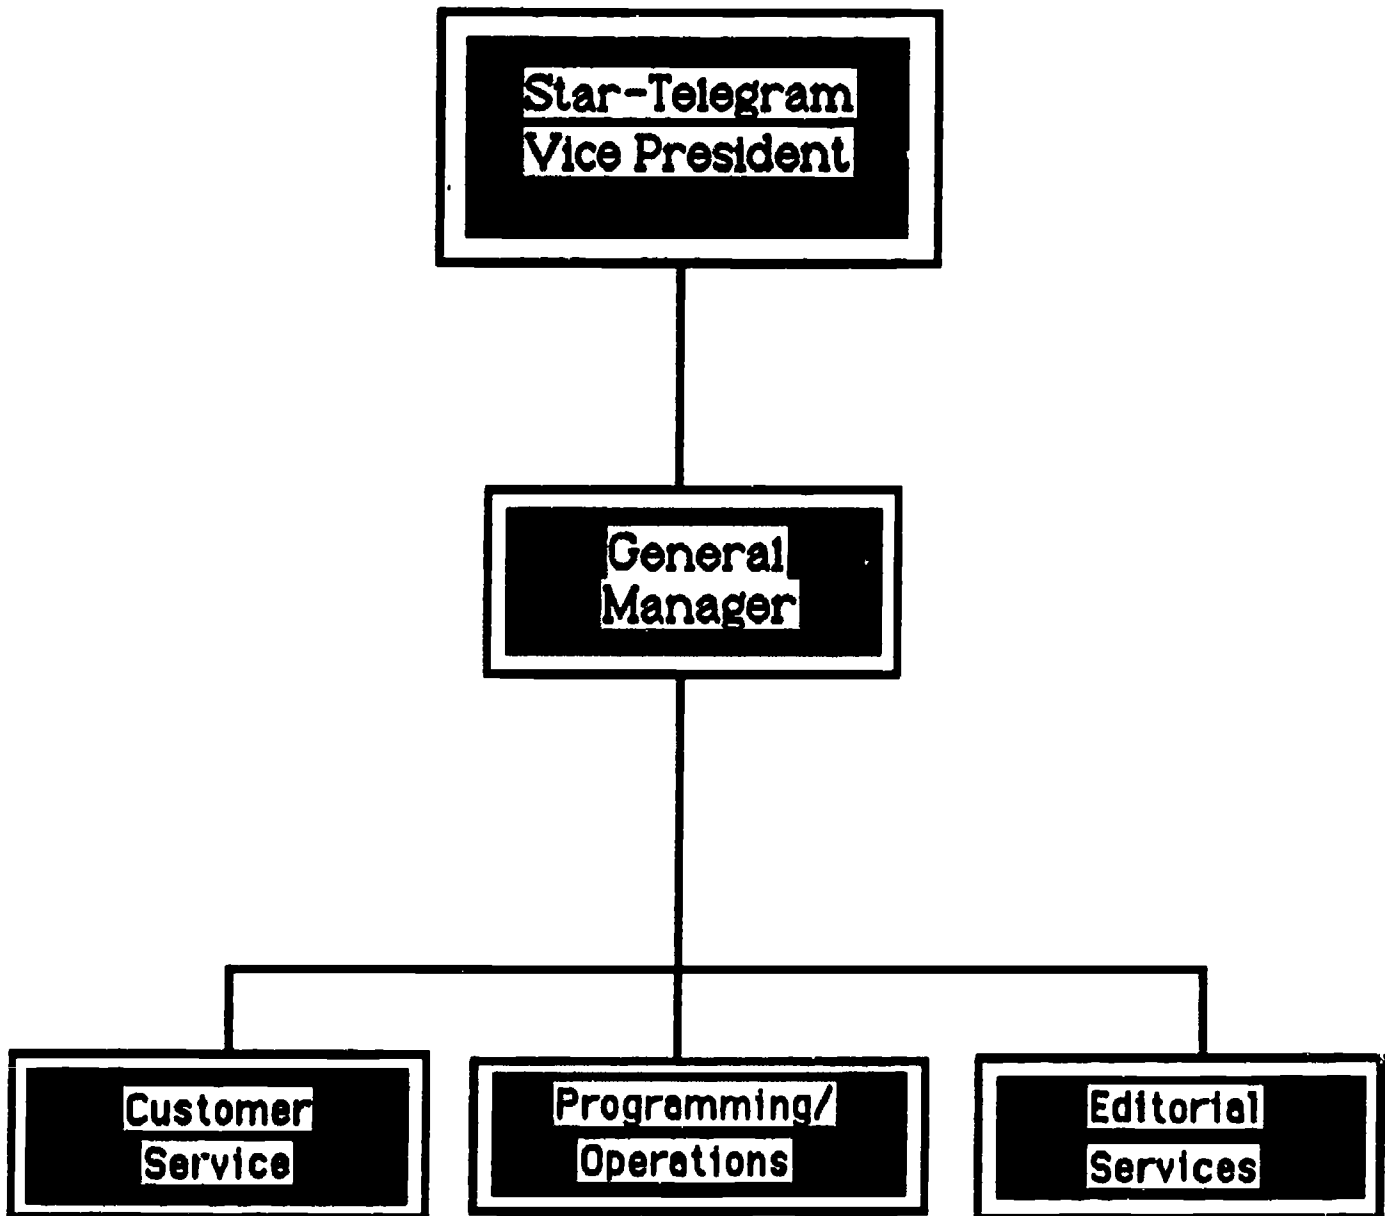 Star-Telegram
Vice President
General
Manager
Customer
Service
Programming/
Operations
Editorial
Services